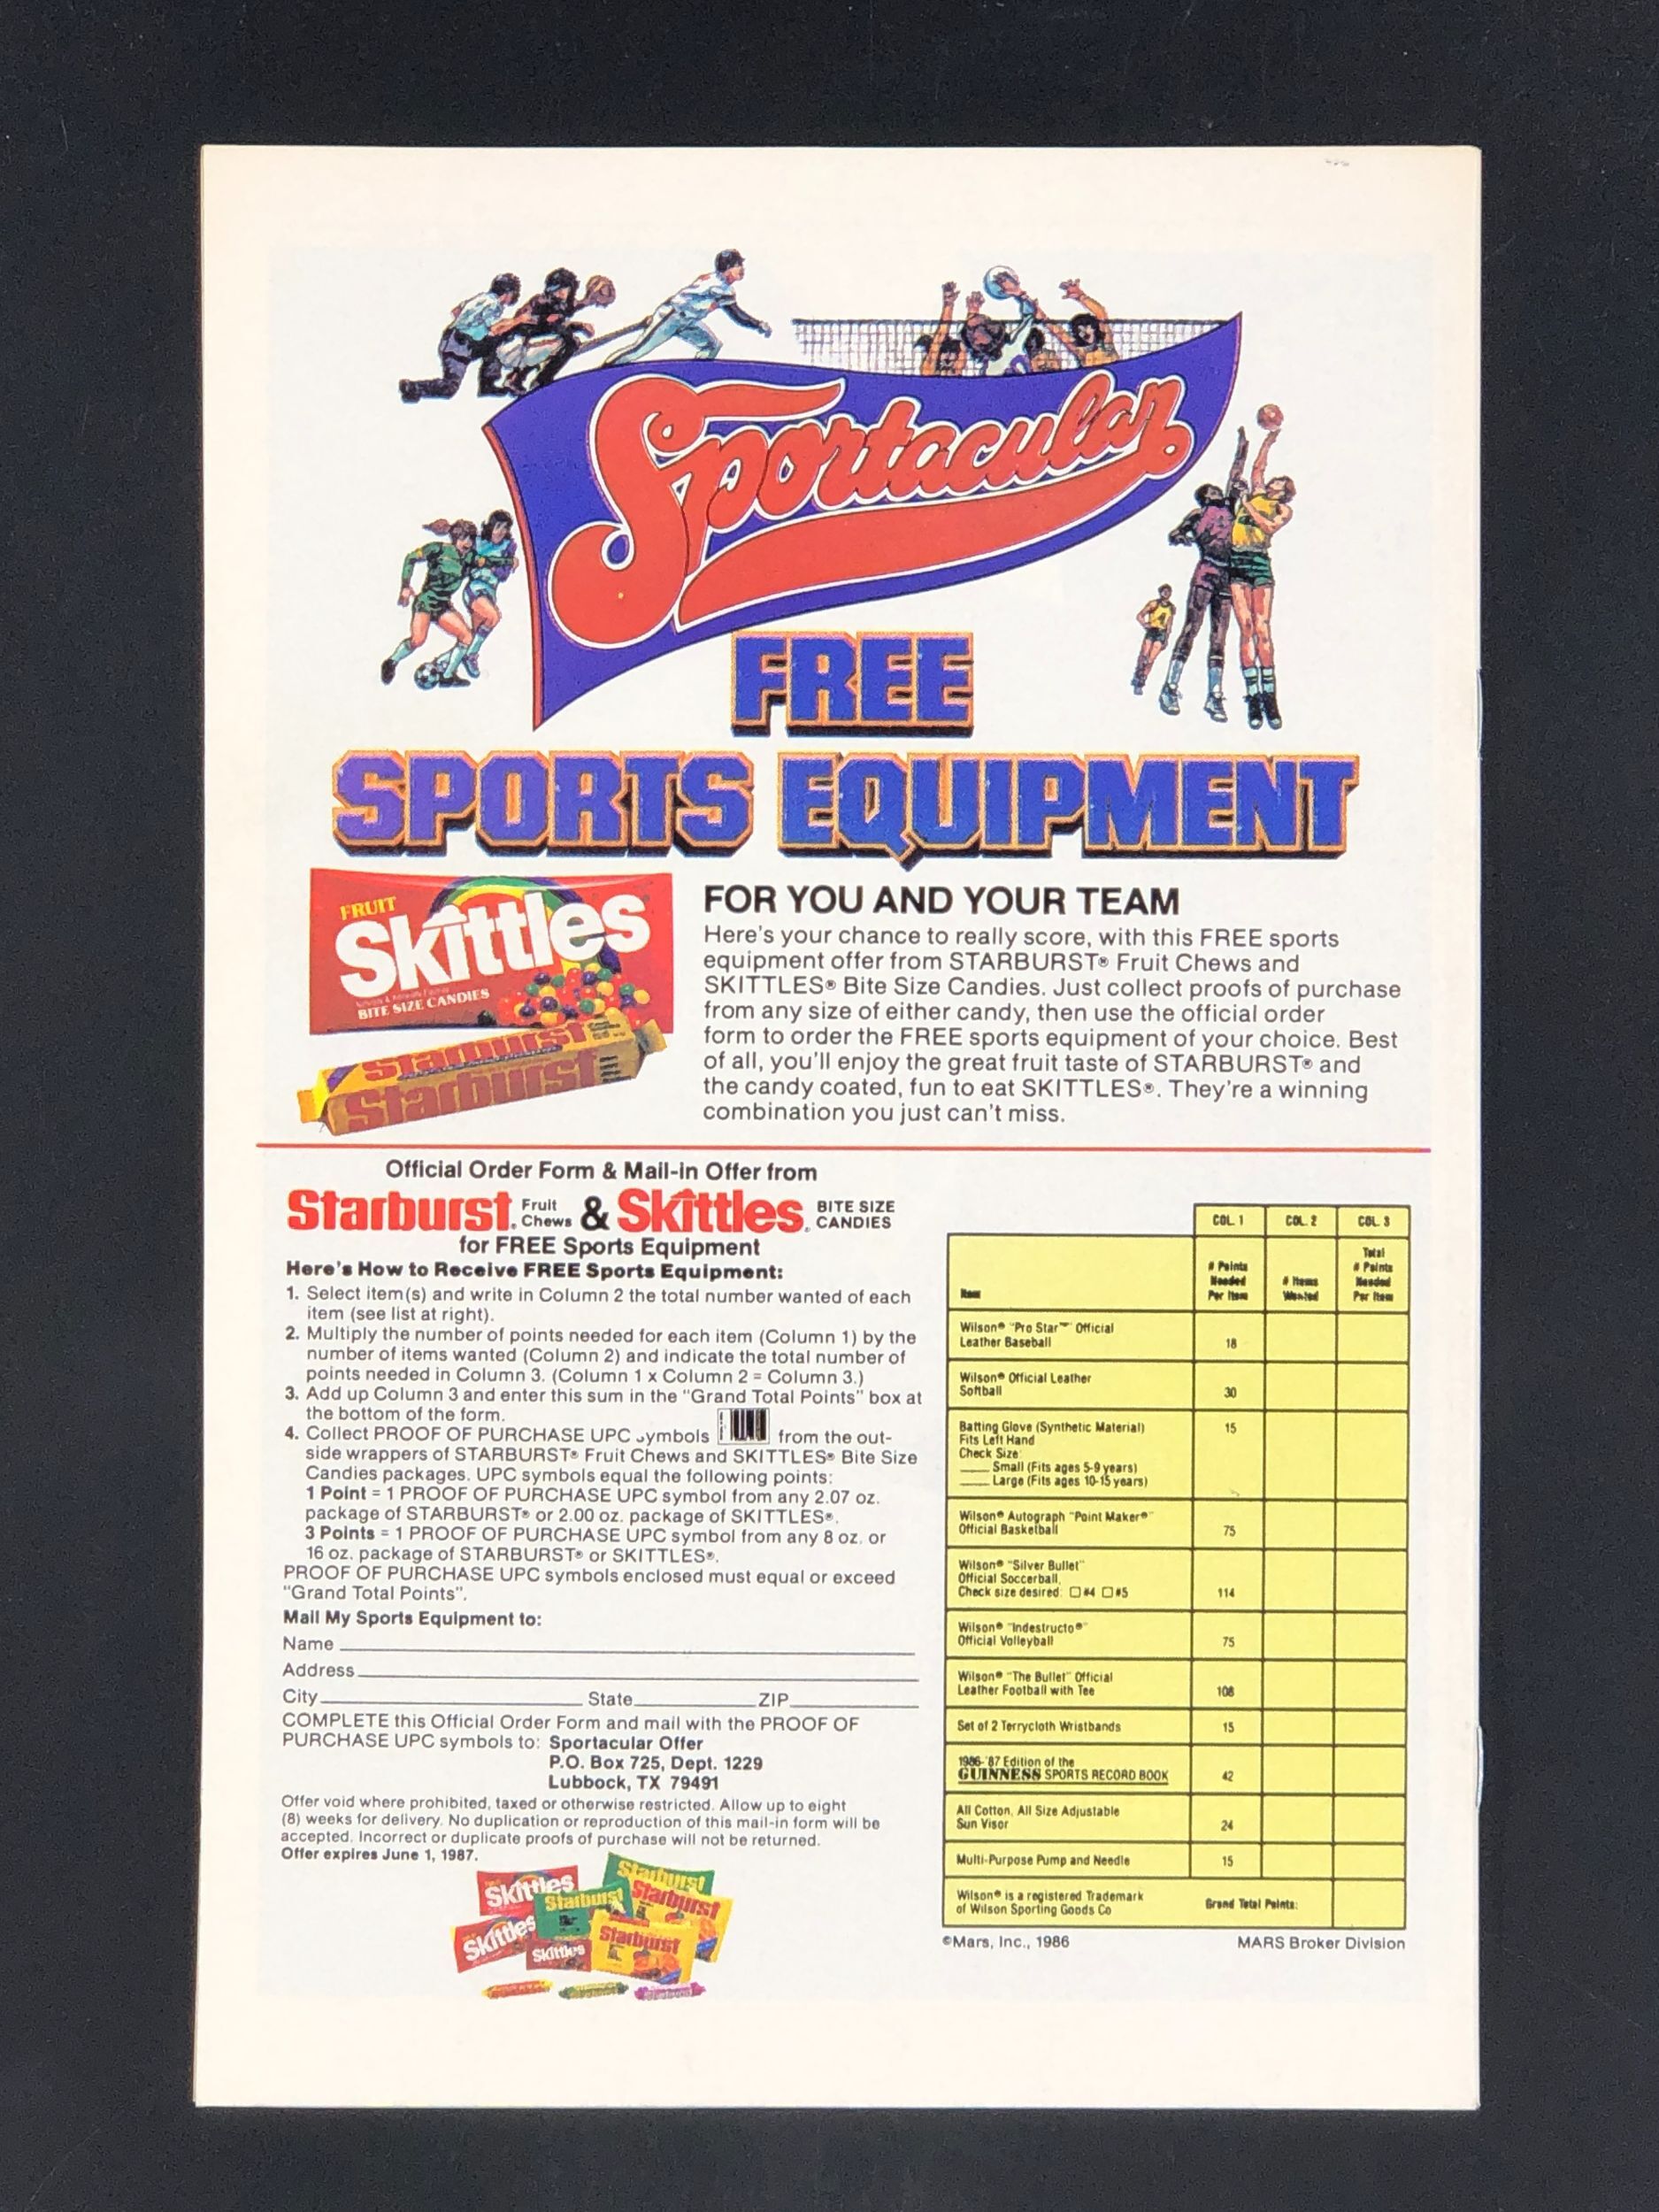 Sportacular
FREE
SPORTS EQUIPMENT
FRUIT
Skittles
BITE SIZE CANDIES
Starburst
Starburst
FOR YOU AND YOUR TEAM
Here's your chance to really score, with this FREE sports
equipment offer from STARBURST® Fruit Chews and
SKITTLES® Bite Size Candies. Just collect proofs of purchase
from any size of either candy, then use the official order
form to order the FREE sports equipment of your choice. Best
of all, you'll enjoy the great fruit taste of STARBURST® and
the candy coated, fun to eat SKITTLES®. They're a winning
combination you just can't miss.
Official Order Form & Mail-in Offer from
Starburst® Fruit Chews & Skittles® BITE SIZE CANDIES
for FREE Sports Equipment
Here's How to Receive FREE Sports Equipment:
1. Select item(s) and write in Column 2 the total number wanted of each
item (see list at right).
2. Multiply the number of points needed for each item (Column 1) by the
number of items wanted (Column 2) and indicate the total number of
points needed in Column 3. (Column 1 x Column 2 = Column 3.)
3. Add up Column 3 and enter this sum in the "Grand Total Points" box at
the bottom of the form.
4. Collect PROOF OF PURCHASE UPC symbols from the out-
side wrappers of STARBURST® Fruit Chews and SKITTLES® Bite Size
Candies packages. UPC symbols equal the following points:
1 Point = 1 PROOF OF PURCHASE UPC symbol from any 2.07 oz.
package of STARBURST® or 2.00 oz. package of SKITTLES®.
3 Points = 1 PROOF OF PURCHASE UPC symbol from any 8 oz. or
16 oz. package of STARBURST® or SKITTLES®.
PROOF OF PURCHASE UPC symbols enclosed must equal or exceed
"Grand Total Points".
Mail My Sports Equipment to:
Name
Address
City State ZIP
COMPLETE this Official Order Form and mail with the PROOF OF
PURCHASE UPC symbols to: Sportacular Offer
P.O. Box 725, Dept. 1229
Lubbock, TX 79491
Offer void where prohibited, taxed or otherwise restricted. Allow up to eight
(8) weeks for delivery. No duplication or reproduction of this mail-in form will be
accepted. Incorrect or duplicate proofs of purchase will not be returned.
Offer expires June 1, 1987.
Skittles
Starburst
Starburst
Starburst
Skittles
Skittles
Starburst
COL. 1 COL. 2 COL. 3
Item # Points Needed Per Item # Items Wanted Total # Points Needed Per Item
Wilson® "Pro Star™" Official
Leather Baseball 18
Wilson® Official Leather
Softball 30
Batting Glove (Synthetic Material) 15
Fits Left Hand
Check Size:
Small (Fits ages 5-9 years)
Large (Fits ages 10-15 years)
Wilson® Autograph "Point Maker®"
Official Basketball 75
Wilson® "Silver Bullet"
Official Soccerball,
Check size desired: ☐ #4 ☐ #5 114
Wilson® "Indestructo®"
Official Volleyball 75
Wilson® "The Bullet" Official
Leather Football with Tee 108
Set of 2 Terrycloth Wristbands 15
1986-'87 Edition of the
GUINNESS SPORTS RECORD BOOK 42
All Cotton, All Size Adjustable
Sun Visor 24
Multi-Purpose Pump and Needle 15
Wilson® is a registered Trademark
of Wilson Sporting Goods Co Grand Total Points:
©Mars, Inc., 1986 MARS Broker Division